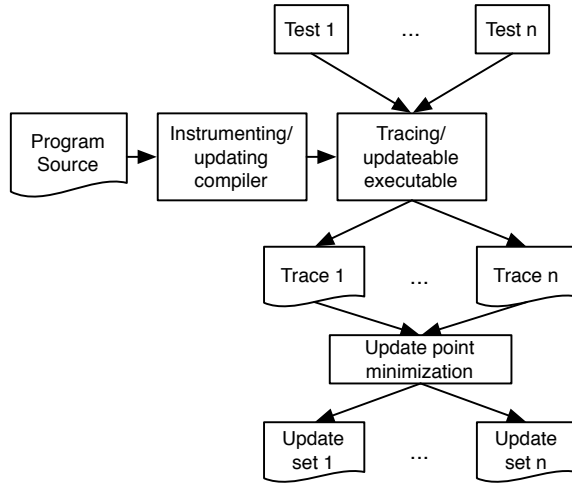 Test 1
...
Test n
Program
Source
Instrumenting/
updating
compiler
Tracing/
updateable
executable
Trace 1
...
Trace n
Update point
minimization
Update
set 1
...
Update
set n